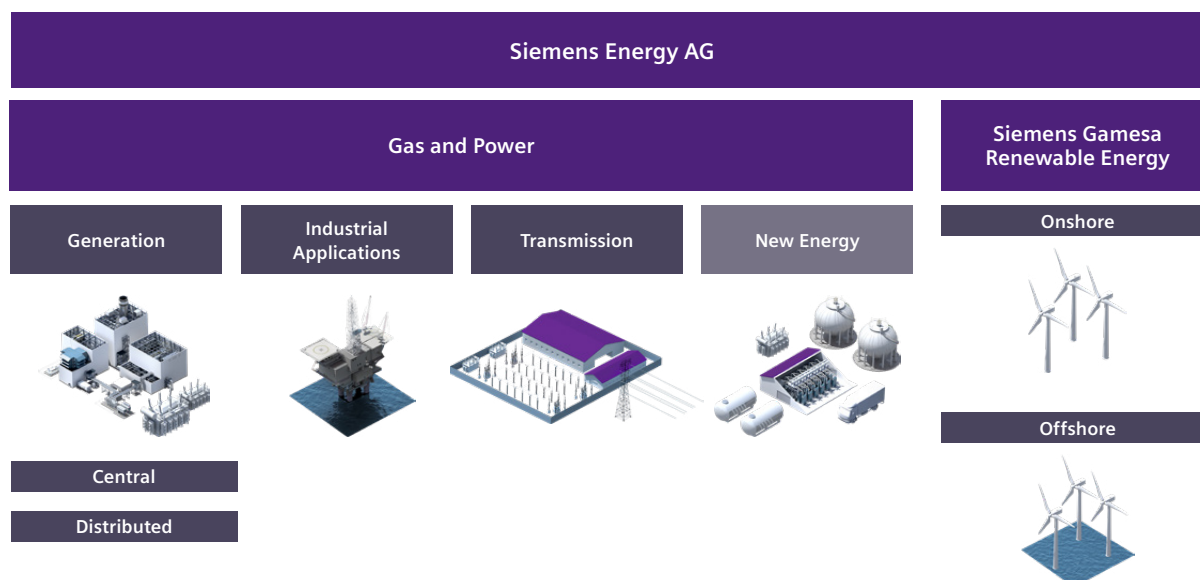 Siemens Energy AG
Gas and Power
Siemens Gamesa
Renewable Energy
Generation
Industrial
Applications
Transmission
New Energy
Onshore
Offshore
Central
Distributed